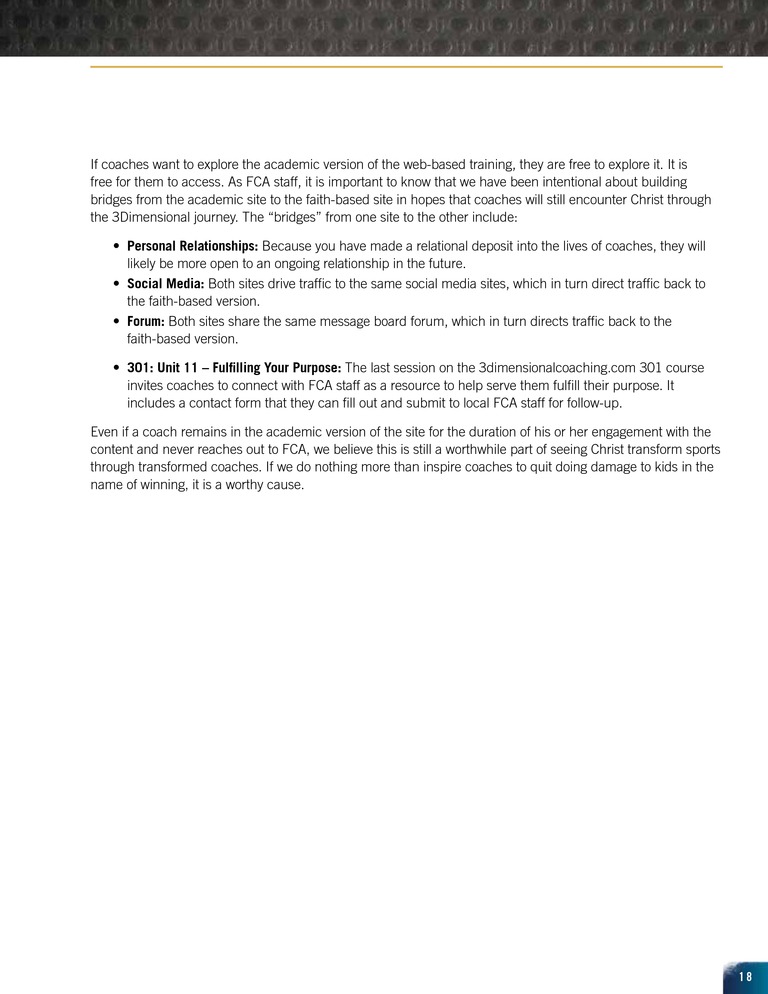 If coaches want to explore the academic version of the web-based training, they are free to explore it. It is
free for them to access. As FCA staff, it is important to know that we have been intentional about building
bridges from the academic site to the faith-based site in hopes that coaches will still encounter Christ through
the 3Dimensional journey. The “bridges” from one site to the other include:
• Personal Relationships: Because you have made a relational deposit into the lives of coaches, they will
likely be more open to an ongoing relationship in the future.
• Social Media: Both sites drive traffic to the same social media sites, which in turn direct traffic back to
the faith-based version.
• Forum: Both sites share the same message board forum, which in turn directs traffic back to the
faith-based version.
• 301: Unit 11 – Fulfilling Your Purpose: The last session on the 3dimensionalcoaching.com 301 course
invites coaches to connect with FCA staff as a resource to help serve them fulfill their purpose. It
includes a contact form that they can fill out and submit to local FCA staff for follow-up.
Even if a coach remains in the academic version of the site for the duration of his or her engagement with the
content and never reaches out to FCA, we believe this is still a worthwhile part of seeing Christ transform sports
through transformed coaches. If we do nothing more than inspire coaches to quit doing damage to kids in the
name of winning, it is a worthy cause.
18